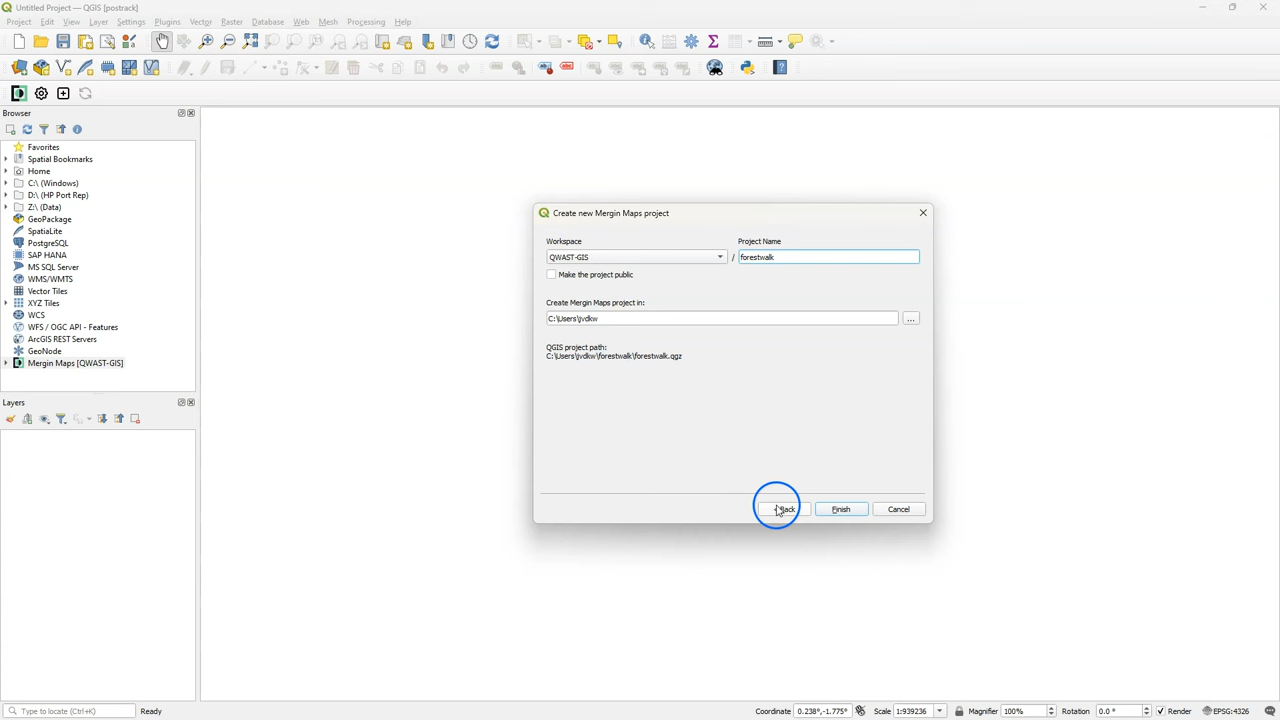 Untitled Project — QGIS [postrack]
Project Edit View Layer Settings Plugins Vector Raster Database Web Mesh Processing Help
Browser
Favorites
Spatial Bookmarks
Home
C:\ (Windows)
D:\ (HP Port Rep)
Z:\ (Data)
GeoPackage
SpatiaLite
PostgreSQL
SAP HANA
MS SQL Server
WMS/WMTS
Vector Tiles
XYZ Tiles
WCS
WFS / OGC API - Features
ArcGIS REST Servers
GeoNode
Mergin Maps [QWAST-GIS]
Layers
Create new Mergin Maps project
Workspace Project Name
QWAST-GIS / forestwalk
Make the project public
Create Mergin Maps project in:
C:\Users\jvdkw ...
QGIS project path:
C:\Users\jvdkw\forestwalk\forestwalk.qgz
Back Finish Cancel
Type to locate (Ctrl+K) Ready Coordinate 0.238°,-1.775° Scale 1:939236 Magnifier 100% Rotation 0.0 ° Render EPSG:4326